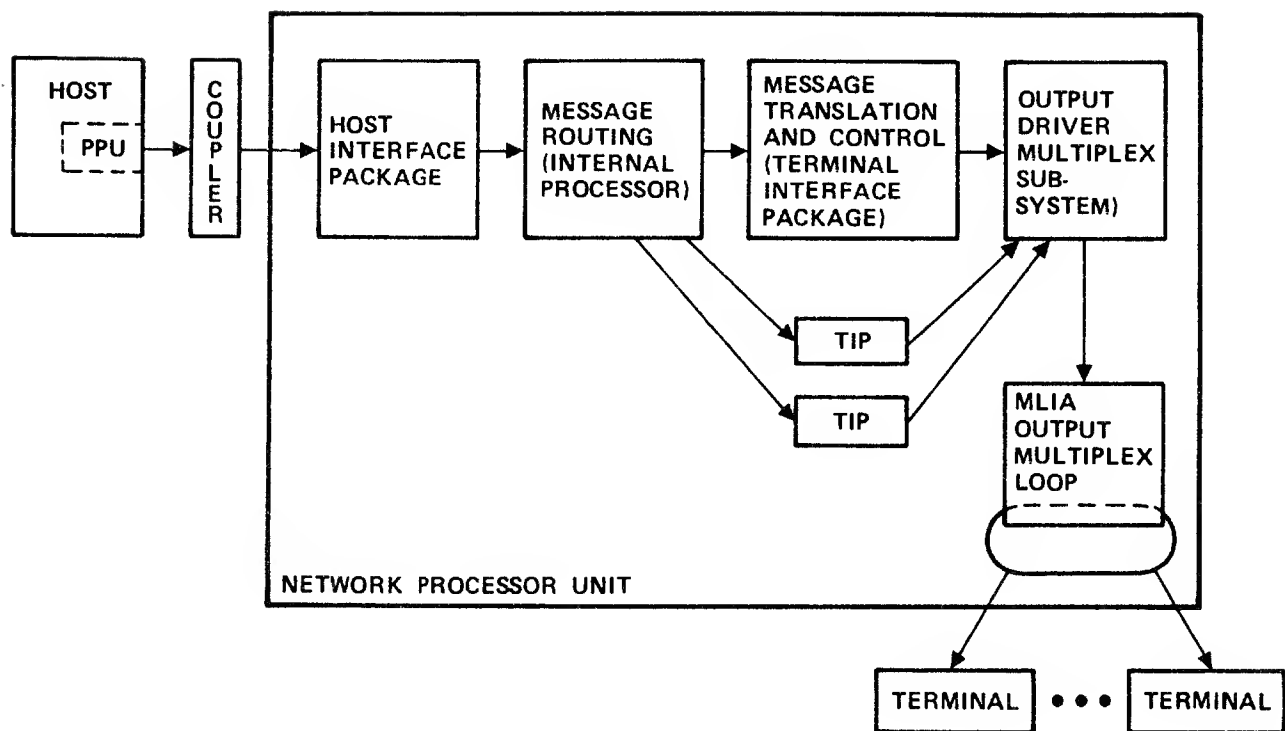 HOST
PPU
COUPLER
HOST
INTERFACE
PACKAGE
MESSAGE
ROUTING
(INTERNAL
PROCESSOR)
MESSAGE
TRANSLATION
AND CONTROL
(TERMINAL
INTERFACE
PACKAGE)
OUTPUT
DRIVER
MULTIPLEX
SUB-
SYSTEM)
TIP
TIP
MLIA
OUTPUT
MULTIPLEX
LOOP
NETWORK PROCESSOR UNIT
TERMINAL ••• TERMINAL